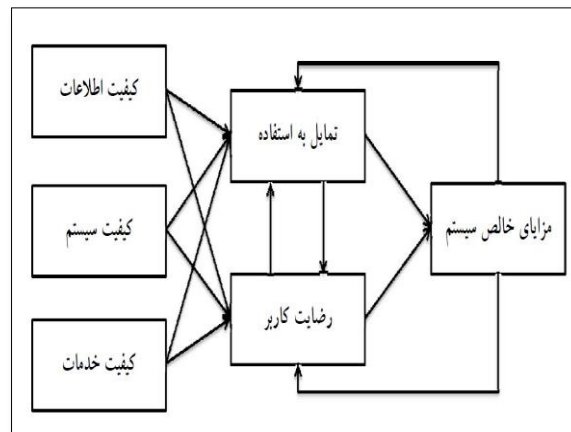 کیفیت اطلاعات
کیفیت سیستم
کیفیت خدمات
تمایل به استفاده
رضایت کاربر
مزایای خالص سیستم